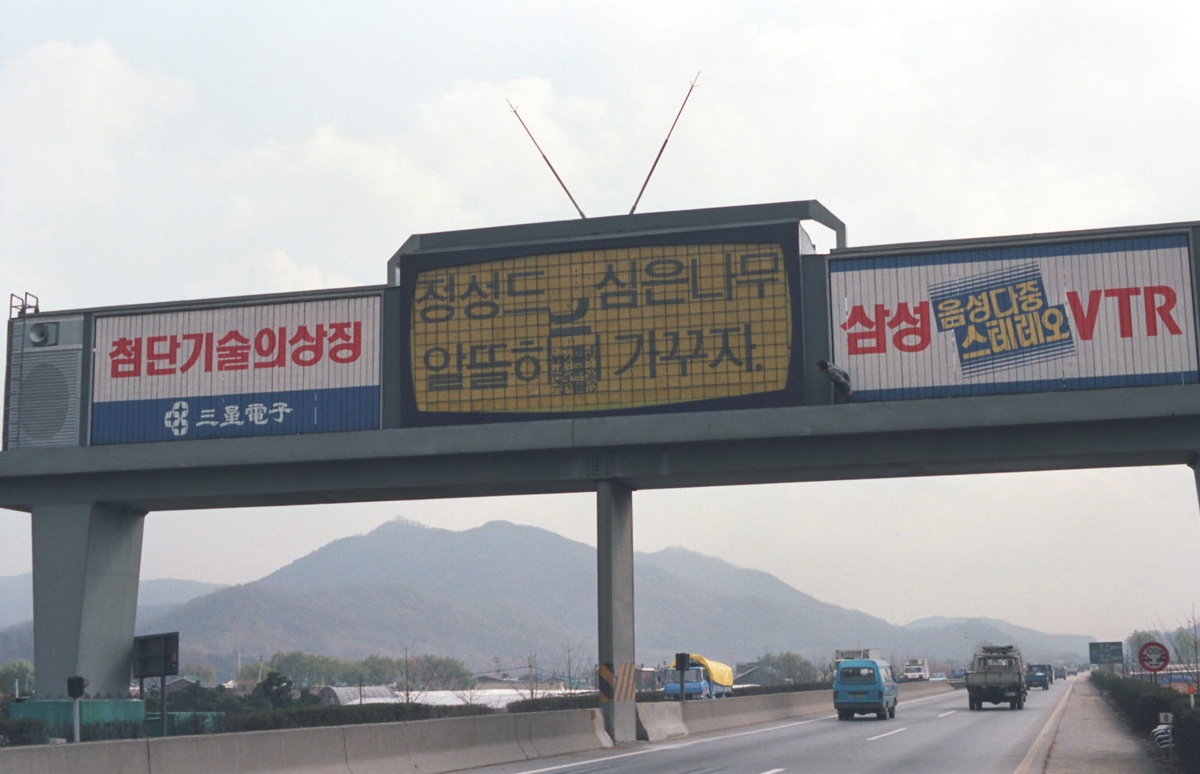 첨단기술의상징
三星電子
정성드 심은나무
알뜰하 가꾸자.
삼성
음성다중
스테레오
VTR